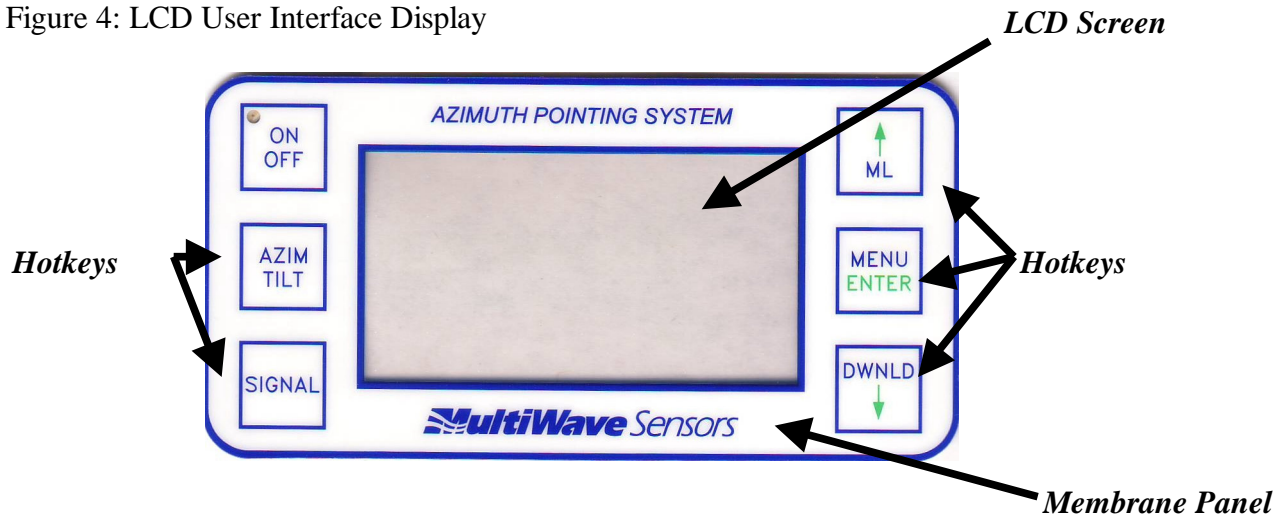 Figure 4: LCD User Interface Display
LCD Screen
AZIMUTH POINTING SYSTEM
ON
OFF
↑
ML
Hotkeys
AZIM
TILT
MENU
ENTER
Hotkeys
SIGNAL
DWNLD
↓
MultiWave Sensors
Membrane Panel